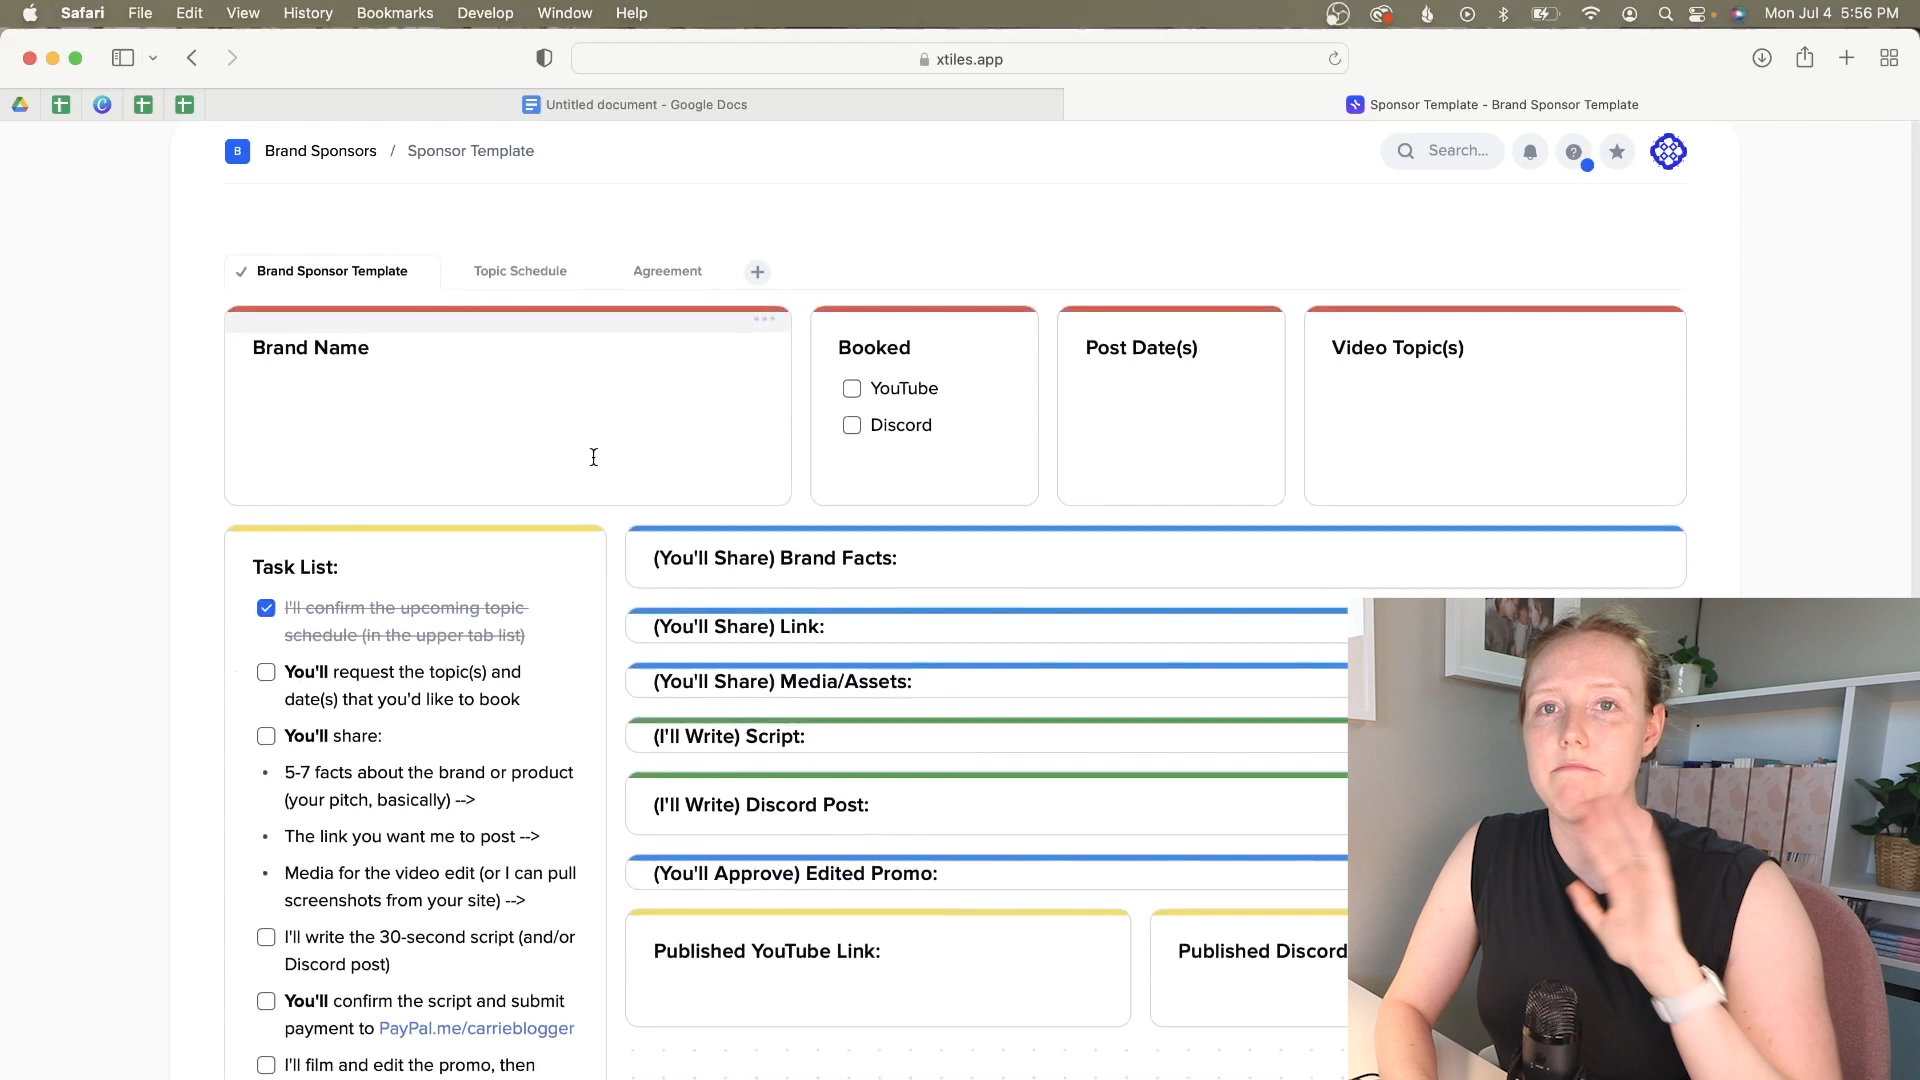 Safari File Edit View History Bookmarks Develop Window Help Mon Jul 4 5:56 PM
xtiles.app
Untitled document - Google Docs
Sponsor Template - Brand Sponsor Template
B Brand Sponsors / Sponsor Template
Search...
Brand Sponsor Template
Topic Schedule
Agreement
Brand Name
Booked
YouTube
Discord
Post Date(s)
Video Topic(s)
Task List:
I'll confirm the upcoming topic
schedule (in the upper tab list)
You'll request the topic(s) and
date(s) that you'd like to book
You'll share:
• 5-7 facts about the brand or product
(your pitch, basically) -->
• The link you want me to post -->
• Media for the video edit (or I can pull
screenshots from your site) -->
I'll write the 30-second script (and/or
Discord post)
You'll confirm the script and submit
payment to PayPal.me/carrieblogger
I'll film and edit the promo, then
(You'll Share) Brand Facts:
(You'll Share) Link:
(You'll Share) Media/Assets:
(I'll Write) Script:
(I'll Write) Discord Post:
(You'll Approve) Edited Promo:
Published YouTube Link:
Published Discord